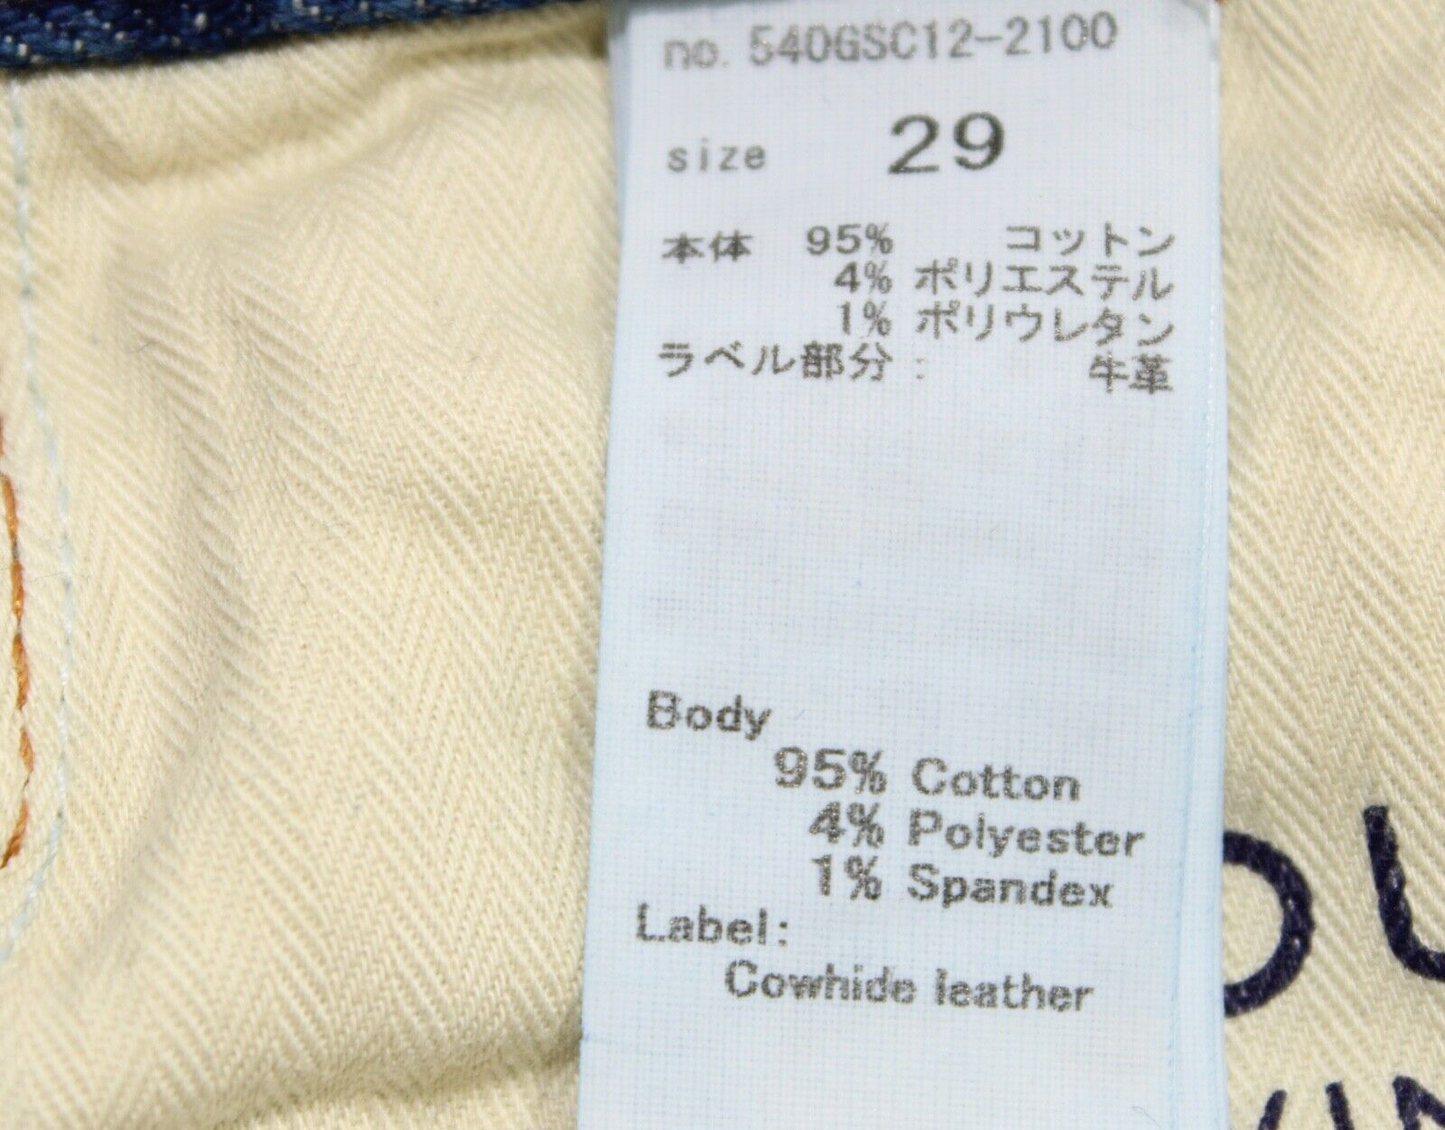 no. 540GSC12-2100
size 29
本体 95% コットン
4% ポリエステル
1% ポリウレタン
ラベル部分: 牛革
Body
95% Cotton
4% Polyester
1% Spandex
Label:
Cowhide leather